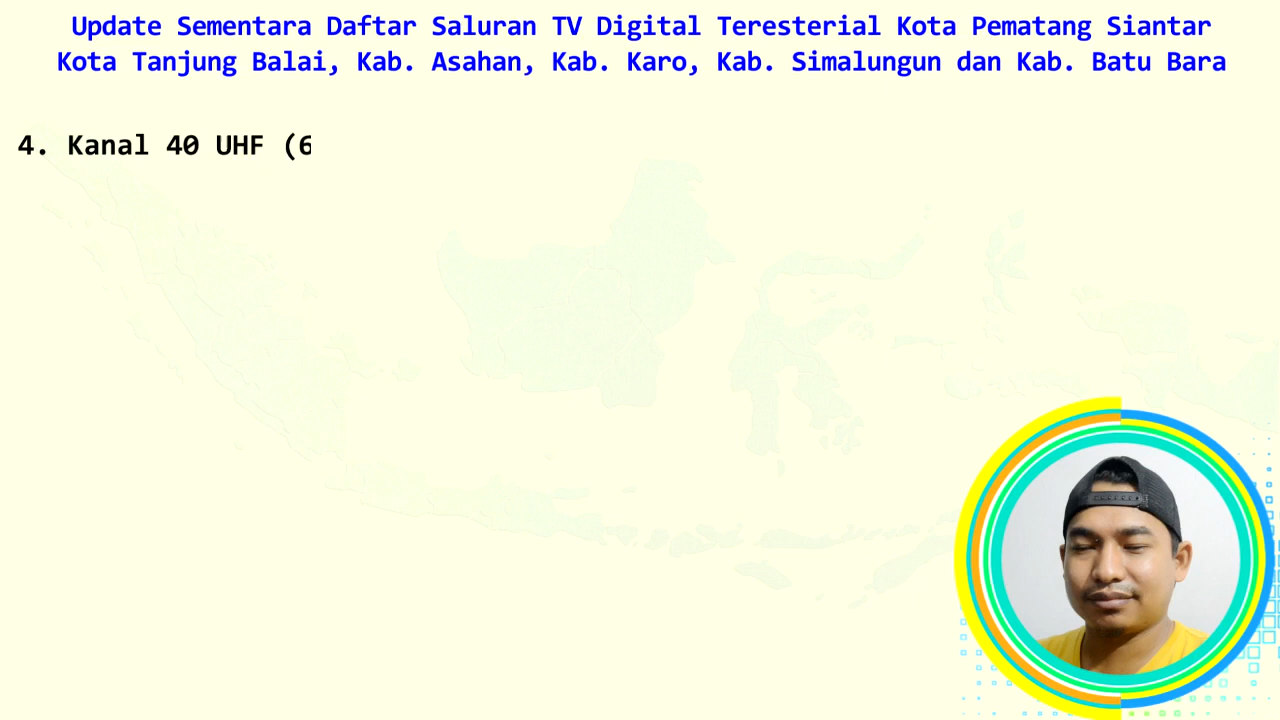 Update Sementara Daftar Saluran TV Digital Teresterial Kota Pematang Siantar
Kota Tanjung Balai, Kab. Asahan, Kab. Karo, Kab. Simalungun dan Kab. Batu Bara
4. Kanal 40 UHF (6